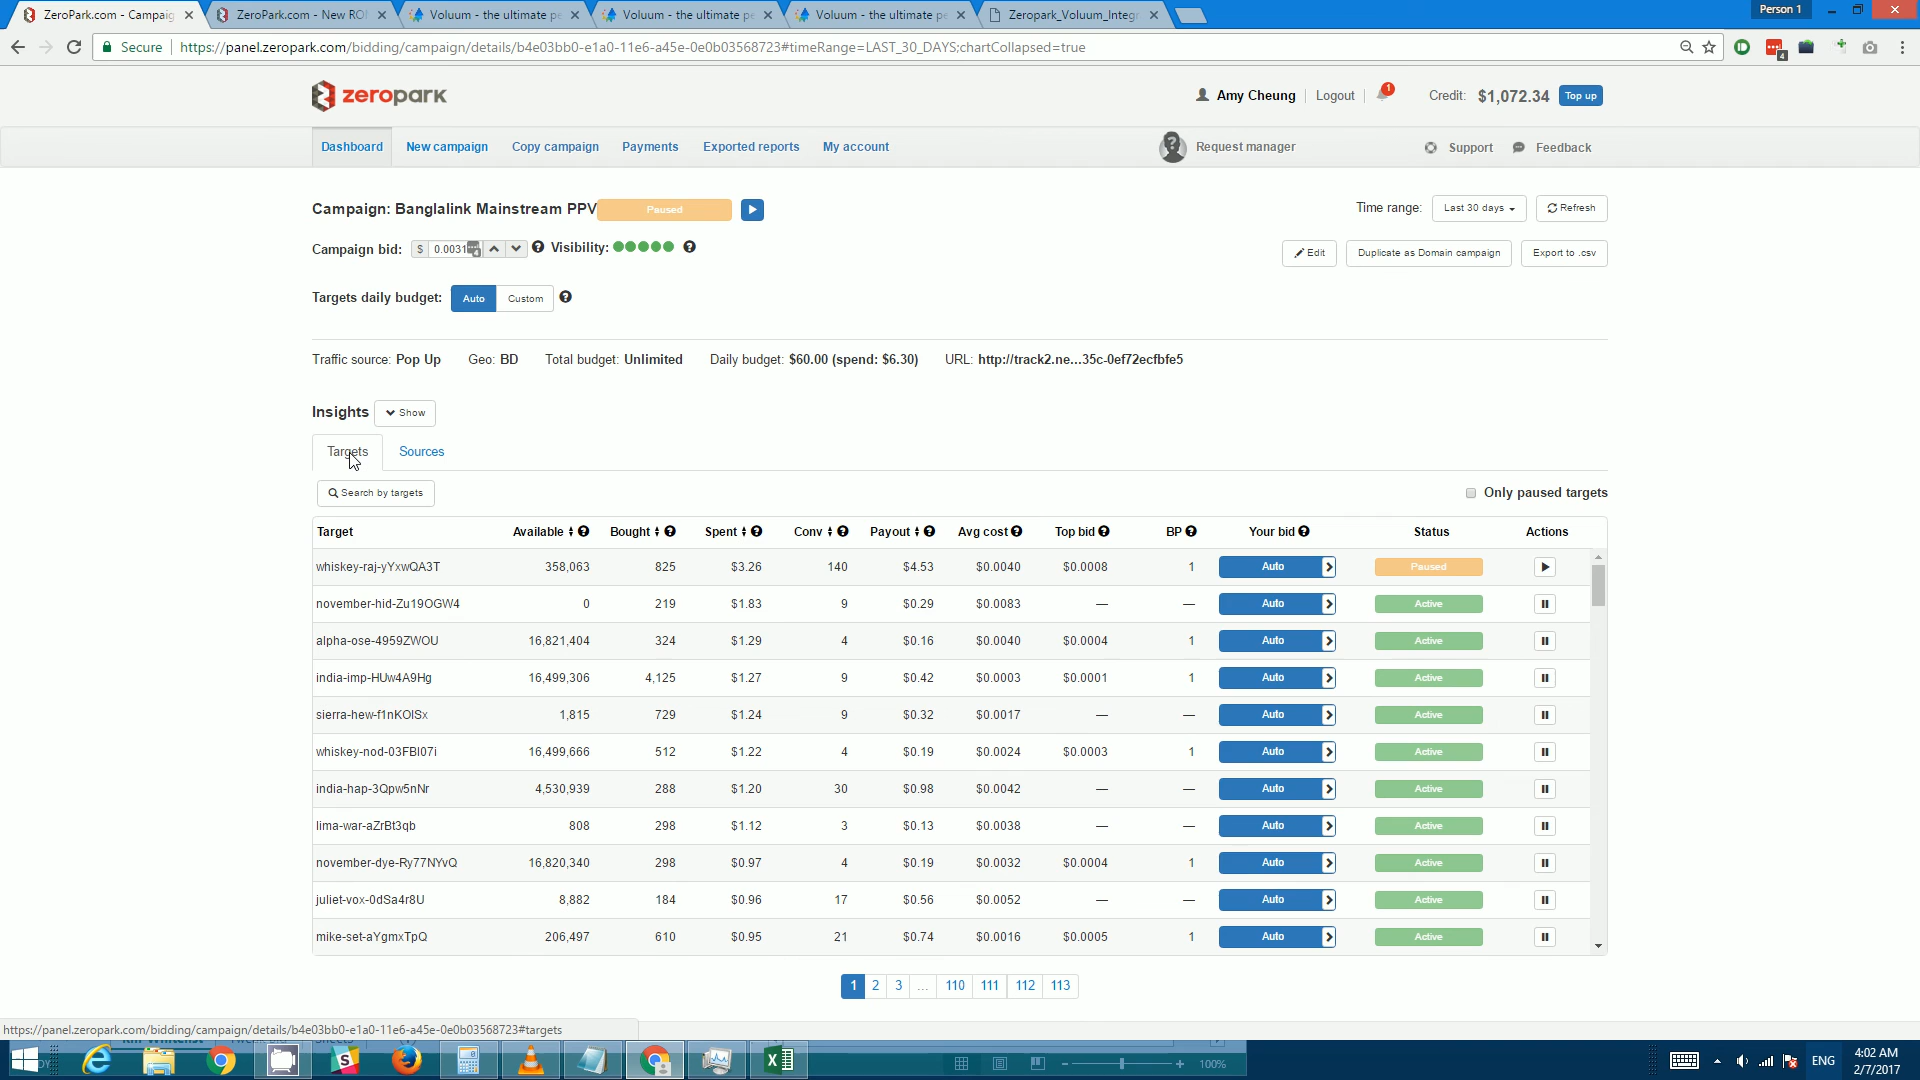 ZeroPark.com - Campaig
ZeroPark.com - New RO
Voluum - the ultimate pe
Voluum - the ultimate pe
Voluum - the ultimate pe
Zeropark_Voluum_Integr
Person 1
Secure
https://panel.zeropark.com/bidding/campaign/details/b4e03bb0-e1a0-11e6-a45e-0e0b03568723#timeRange=LAST_30_DAYS;chartCollapsed=true
4
zeropark
Amy Cheung Logout 1 Credit: $1,072.34 Top up
Dashboard New campaign Copy campaign Payments Exported reports My account Request manager Support Feedback
Campaign: Banglalink Mainstream PPV Paused Time range: Last 30 days Refresh
Campaign bid: $ 0.0031 Visibility: Edit Duplicate as Domain campaign Export to .csv
Targets daily budget: Auto Custom
Traffic source: Pop Up Geo: BD Total budget: Unlimited Daily budget: $60.00 (spend: $6.30) URL: http://track2.ne...35c-0ef72ecfbfe5
Insights Show
Targets Sources
Search by targets Only paused targets
Target Available Bought Spent Conv Payout Avg cost Top bid BP Your bid Status Actions
whiskey-raj-yYxwQA3T 358,063 825 $3.26 140 $4.53 $0.0040 $0.0008 1 Auto Paused
november-hid-Zu19OGW4 0 219 $1.83 9 $0.29 $0.0083 — — Auto Active
alpha-ose-4959ZWOU 16,821,404 324 $1.29 4 $0.16 $0.0040 $0.0004 1 Auto Active
india-imp-HUw4A9Hg 16,499,306 4,125 $1.27 9 $0.42 $0.0003 $0.0001 1 Auto Active
sierra-hew-f1nKOISx 1,815 729 $1.24 9 $0.32 $0.0017 — — Auto Active
whiskey-nod-03FBI07i 16,499,666 512 $1.22 4 $0.19 $0.0024 $0.0003 1 Auto Active
india-hap-3Qpw5nNr 4,530,939 288 $1.20 30 $0.98 $0.0042 — — Auto Active
lima-war-aZrBt3qb 808 298 $1.12 3 $0.13 $0.0038 — — Auto Active
november-dye-Ry77NYvQ 16,820,340 298 $0.97 4 $0.19 $0.0032 $0.0004 1 Auto Active
juliet-vox-0dSa4r8U 8,882 184 $0.96 17 $0.56 $0.0052 — — Auto Active
mike-set-aYgmxTpQ 206,497 610 $0.95 21 $0.74 $0.0016 $0.0005 1 Auto Active
1 2 3 ... 110 111 112 113
https://panel.zeropark.com/bidding/campaign/details/b4e03bb0-e1a0-11e6-a45e-0e0b03568723#targets
100%
ENG
4:02 AM
2/7/2017